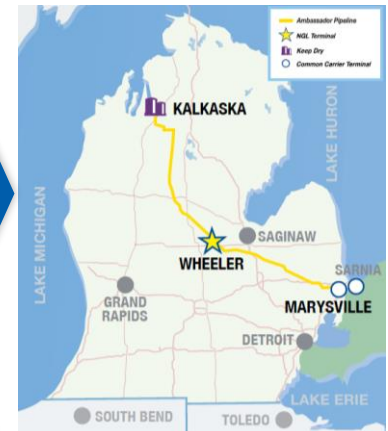 Ambassador Pipeline
NGL Terminal
Keep Dry
Common Carrier Terminal
KALKASKA
LAKE HURON
LAKE MICHIGAN
SAGINAW
WHEELER
SARNIA
GRAND
RAPIDS
MARYSVILLE
DETROIT
LAKE ERIE
SOUTH BEND
TOLEDO